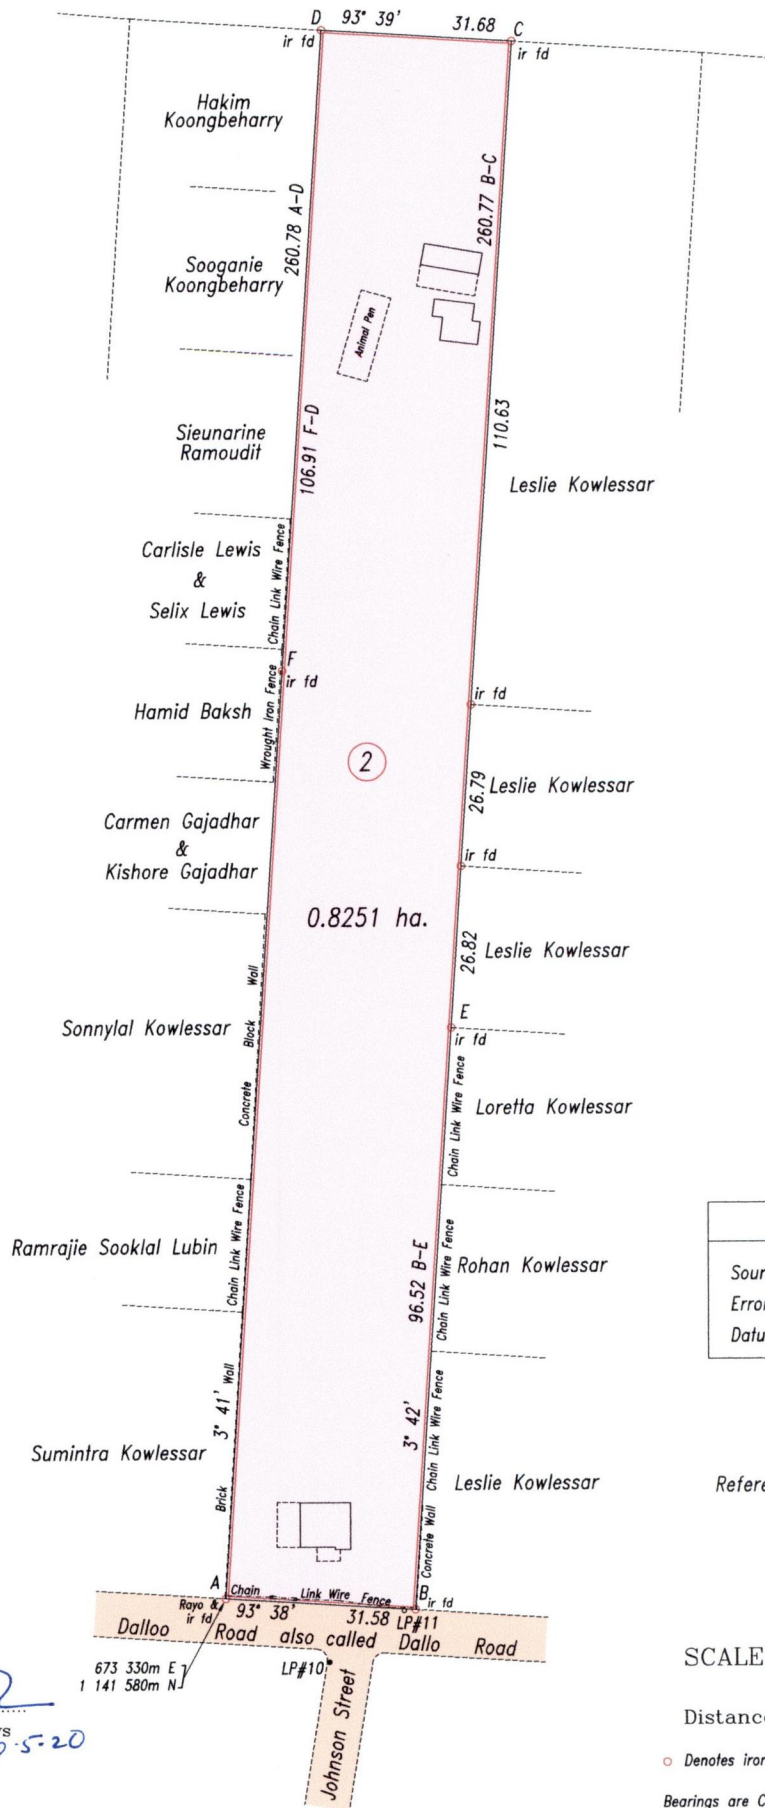 D 93° 39' 31.68 C
ir fd
ir fd
Hakim
Koongbeharry
260.78 A-D
260.77 B-C
Sooganie
Koongbeharry
Animal Pen
Sieunarine
Ramoudit
106.91 F-D
110.63
Leslie Kowlessar
Carlisle Lewis
&
Selix Lewis
Chain Link Wire Fence
F
ir fd
Hamid Baksh
Wrought Iron Fence
ir fd
2
26.79
Leslie Kowlessar
Carmen Gajadhar
&
Kishore Gajadhar
ir fd
0.8251 ha.
26.82
Leslie Kowlessar
Sonnylal Kowlessar
Concrete Block Wall
E
ir fd
Chain Link Wire Fence
Loretta Kowlessar
Ramrajie Sooklal Lubin
Chain Link Wire Fence
96.52 B-E
Chain Link Wire Fence
Rohan Kowlessar
Sour
Erro
Datu
3° 41'
Brick Wall
3° 42'
Chain Link Wire Fence
Sumintra Kowlessar
Concrete Wall
Leslie Kowlessar
Refere
A
Chain Link Wire Fence
B
ir fd
Rayo &
ir fd
93° 38' 31.58 LP#11
Dalloo Road also called Dallo Road
673 330m E
1 141 580m N
LP#10
Johnson Street
ys
5-20
SCALE
Distanc
Denotes iron
Bearings are C